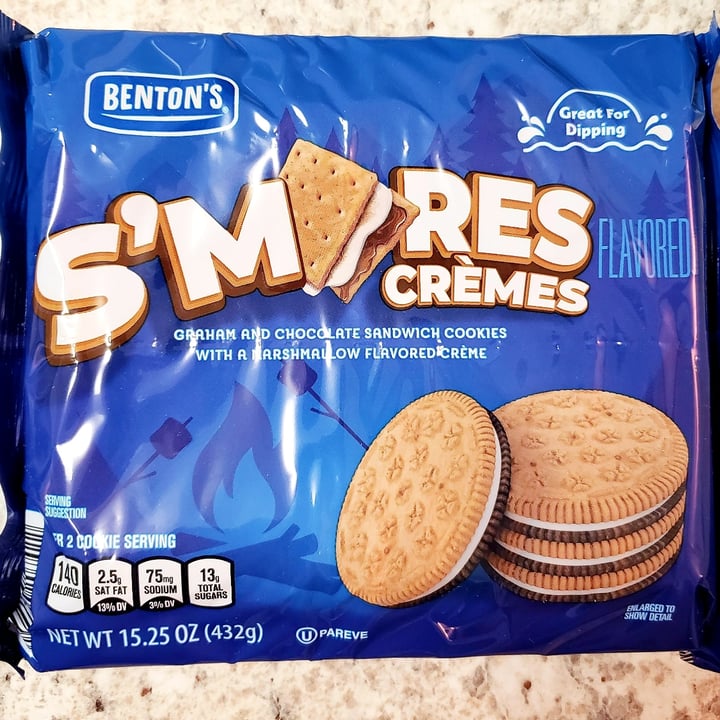 BENTON'S®
Great For
Dipping
S'MORES
FLAVORED
CRÈMES
GRAHAM AND CHOCOLATE SANDWICH COOKIES
WITH A MARSHMALLOW FLAVORED CRÈME
SERVING
SUGGESTION
2 COOKIE SERVING
140
CALORIES
2.5g
SAT FAT
13% DV
75mg
SODIUM
3% DV
13g
TOTAL
SUGARS
NET WT 15.25 OZ (432g)
U PAREVE
ENLARGED TO
SHOW DETAIL